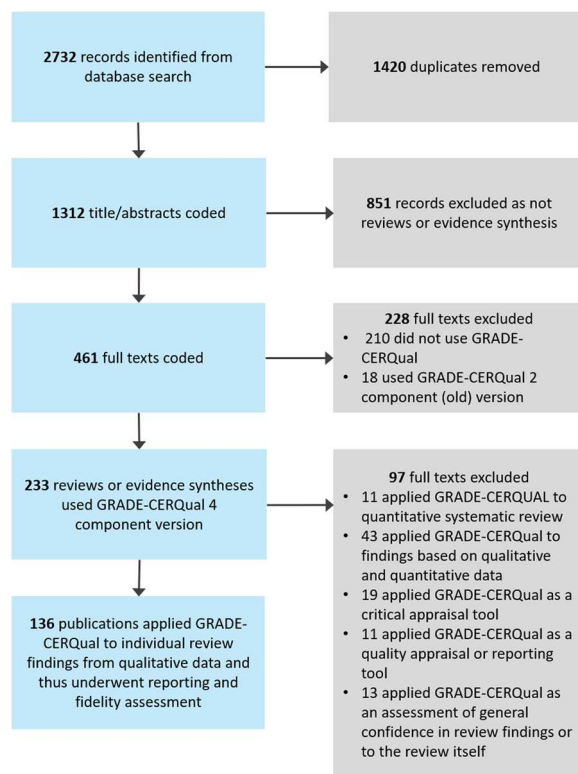 2732 records identified from
database search
1420 duplicates removed
1312 title/abstracts coded
851 records excluded as not
reviews or evidence synthesis
461 full texts coded
228 full texts excluded
• 210 did not use GRADE-
CERQual
• 18 used GRADE-CERQual 2
component (old) version
233 reviews or evidence syntheses
used GRADE-CERQual 4
component version
97 full texts excluded
• 11 applied GRADE-CERQUAL to
quantitative systematic review
• 43 applied GRADE-CERQual to
findings based on qualitative
and quantitative data
• 19 applied GRADE-CERQual as a
critical appraisal tool
• 11 applied GRADE-CERQual as a
quality appraisal or reporting
tool
• 13 applied GRADE-CERQual as
an assessment of general
confidence in review findings or
to the review itself
136 publications applied GRADE-
CERQual to individual review
findings from qualitative data and
thus underwent reporting and
fidelity assessment